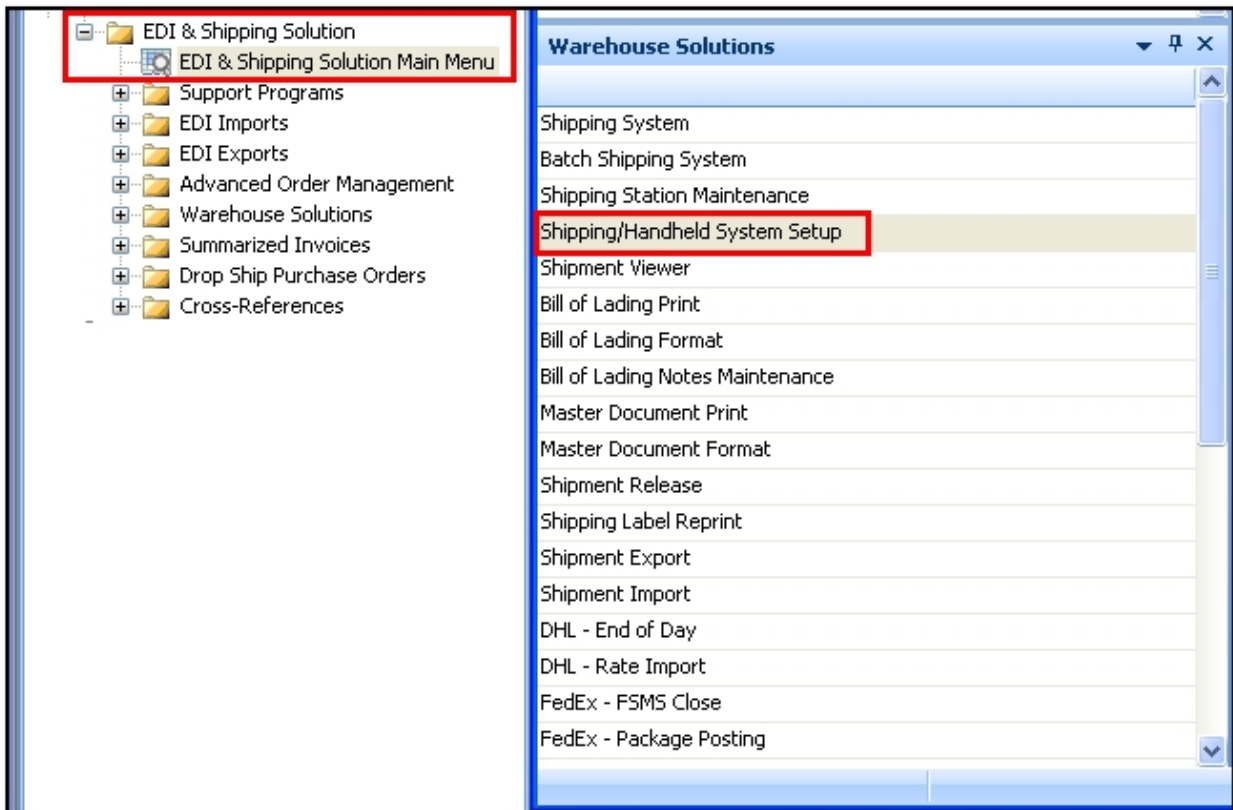 EDI & Shipping Solution
EDI & Shipping Solution Main Menu
Support Programs
EDI Imports
EDI Exports
Advanced Order Management
Warehouse Solutions
Summarized Invoices
Drop Ship Purchase Orders
Cross-References
Warehouse Solutions
Shipping System
Batch Shipping System
Shipping Station Maintenance
Shipping/Handheld System Setup
Shipment Viewer
Bill of Lading Print
Bill of Lading Format
Bill of Lading Notes Maintenance
Master Document Print
Master Document Format
Shipment Release
Shipping Label Reprint
Shipment Export
Shipment Import
DHL - End of Day
DHL - Rate Import
FedEx - FSMS Close
FedEx - Package Posting